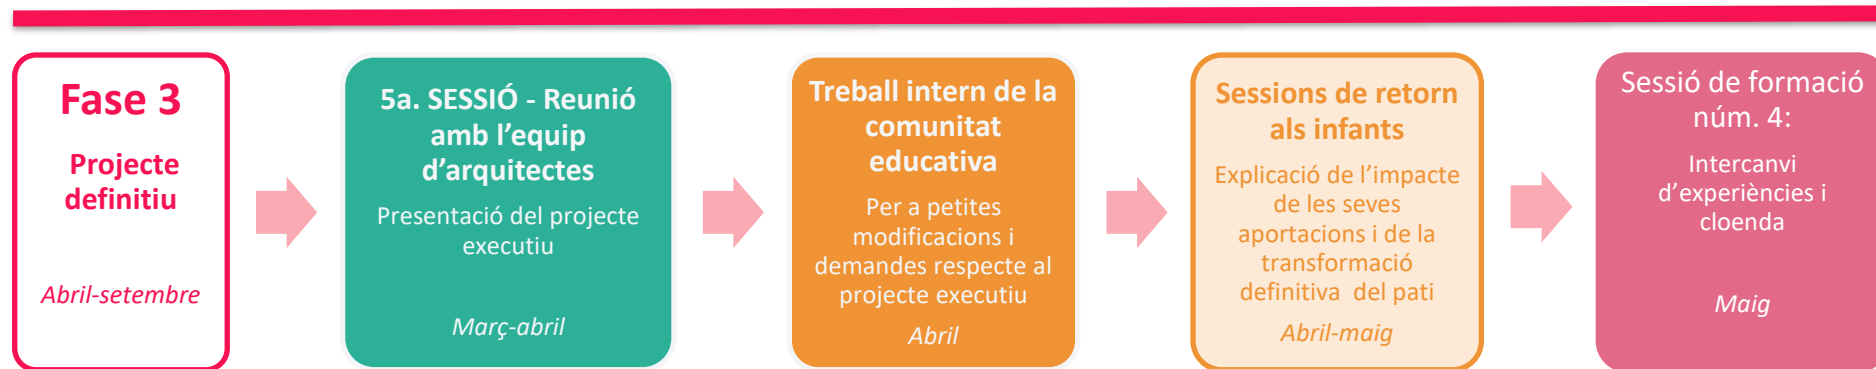 Fase 3
Projecte
definitiu
Abril-setembre
5a. SESSIÓ - Reunió
amb l’equip
d’arquitectes
Presentació del projecte
executiu
Març-abril
Treball intern de la
comunitat
educativa
Per a petites
modificacions i
demandes respecte al
projecte executiu
Abril
Sessions de retorn
als infants
Explicació de l’impacte
de les seves
aportacions i de la
transformació
definitiva del pati
Abril-maig
Sessió de formació
núm. 4:
Intercanvi
d’experiències i
cloenda
Maig